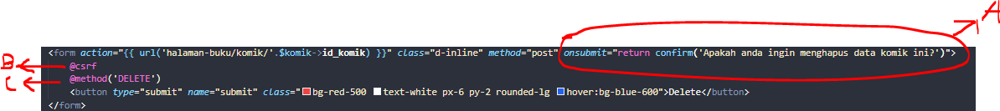 A
<form action="{{ url('halaman-buku/komik/'.$komik->id_komik) }}" class="d-inline" method="post" onsubmit="return confirm('Apakah anda ingin menghapus data komik ini?')">
B @csrf
C @method('DELETE')
<button type="submit" name="submit" class="bg-red-500 text-white px-6 py-2 rounded-lg hover:bg-blue-600">Delete</button>
</form>